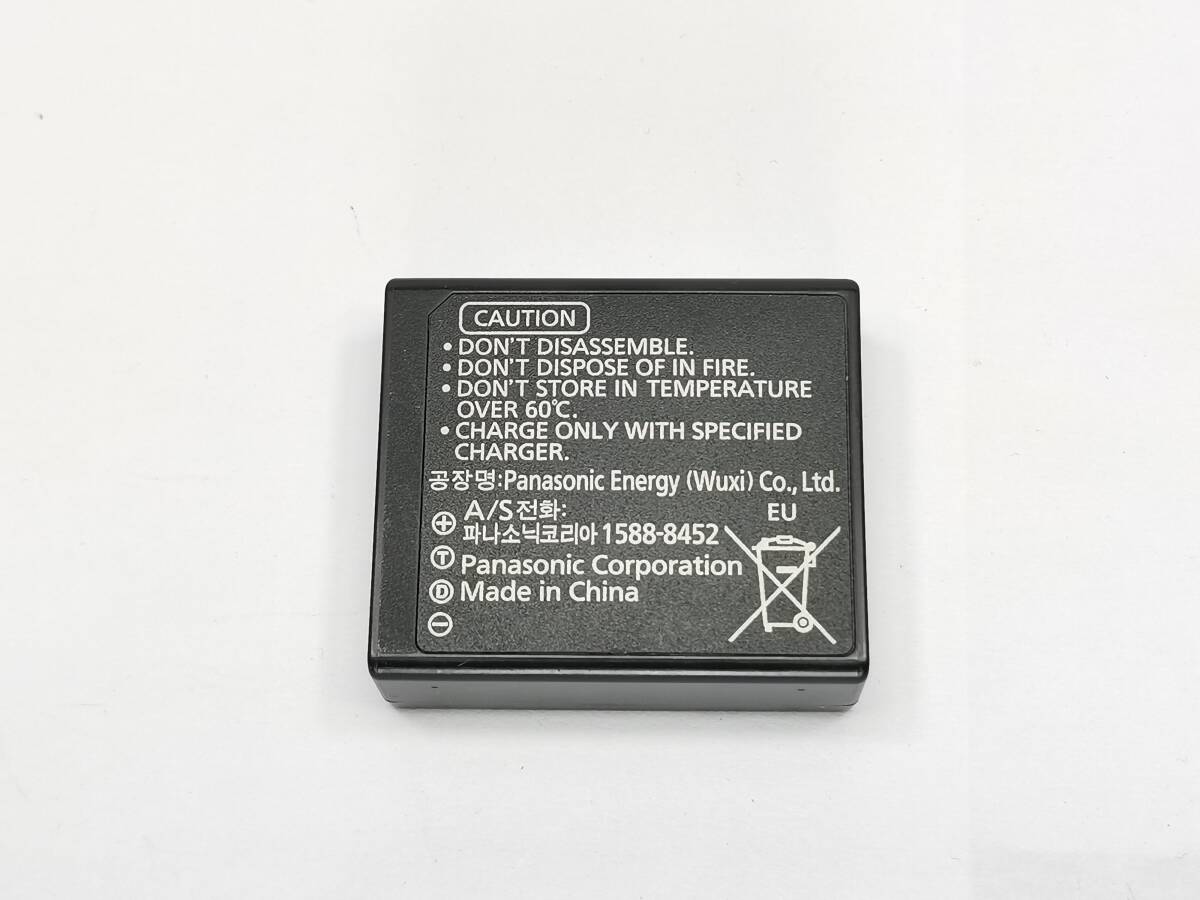 CAUTION
• DON'T DISASSEMBLE.
• DON'T DISPOSE OF IN FIRE.
• DON'T STORE IN TEMPERATURE
OVER 60℃.
• CHARGE ONLY WITH SPECIFIED
CHARGER.
공장명:Panasonic Energy (Wuxi) Co., Ltd.
A/S전화:
EU
⊕ 파나소닉코리아 1588-8452
Ⓣ Panasonic Corporation
Ⓓ Made in China
⊖